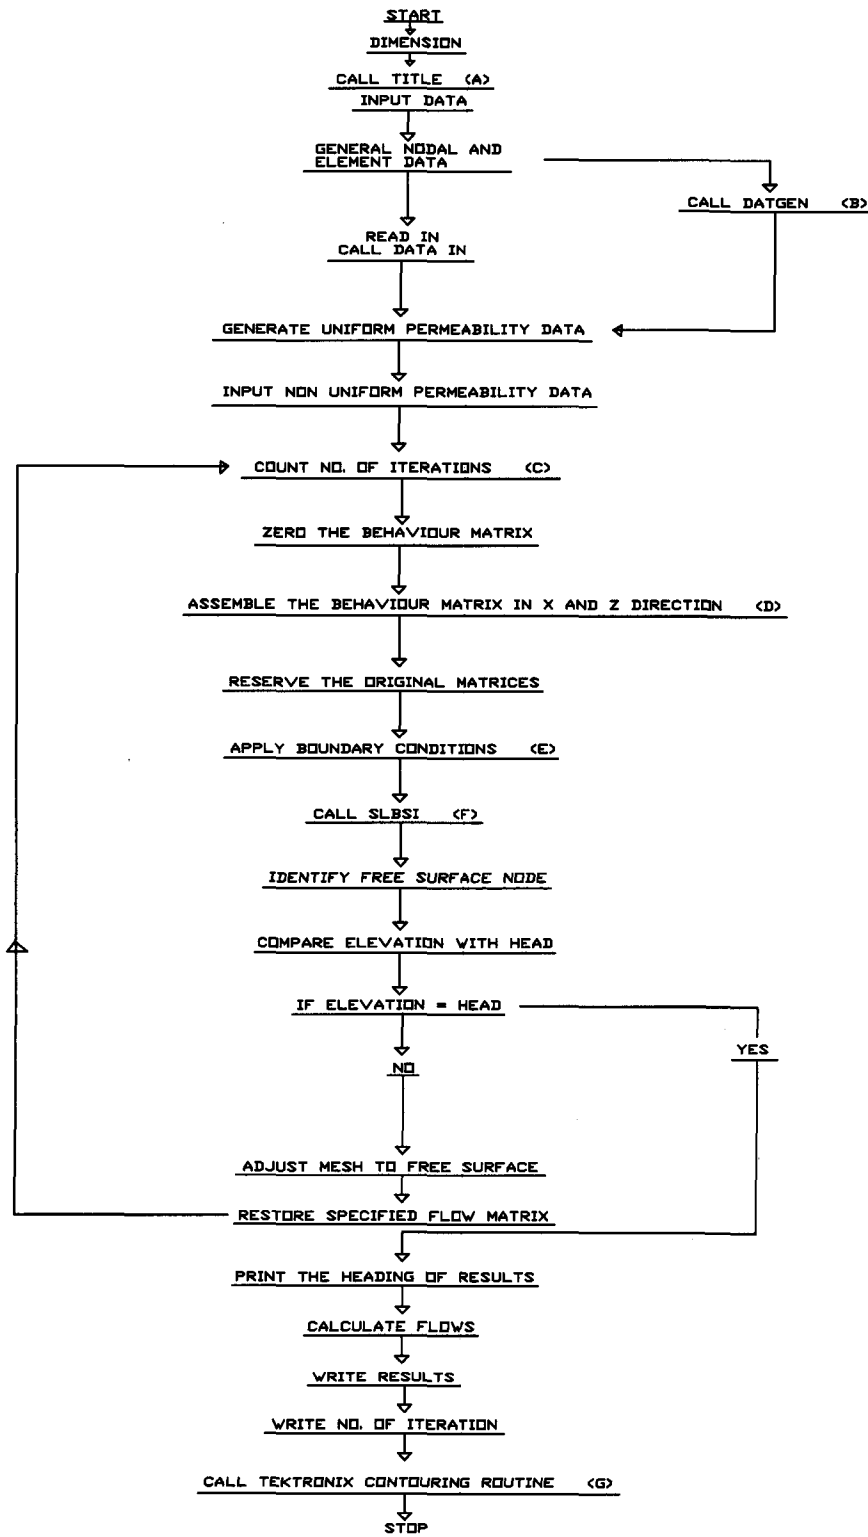 START
DIMENSION
CALL TITLE (A)
INPUT DATA
GENERAL NODAL AND
ELEMENT DATA
CALL DATGEN (B)
READ IN
CALL DATA IN
GENERATE UNIFORM PERMEABILITY DATA
INPUT NON UNIFORM PERMEABILITY DATA
COUNT NO. OF ITERATIONS (C)
ZERO THE BEHAVIOUR MATRIX
ASSEMBLE THE BEHAVIOUR MATRIX IN X AND Z DIRECTION (D)
RESERVE THE ORIGINAL MATRICES
APPLY BOUNDARY CONDITIONS (E)
CALL SLBSI (F)
IDENTIFY FREE SURFACE NODE
COMPARE ELEVATION WITH HEAD
IF ELEVATION = HEAD
YES
NO
ADJUST MESH TO FREE SURFACE
RESTORE SPECIFIED FLOW MATRIX
PRINT THE HEADING OF RESULTS
CALCULATE FLOWS
WRITE RESULTS
WRITE NO. OF ITERATION
CALL TEKTRONIX CONTOURING ROUTINE (G)
STOP